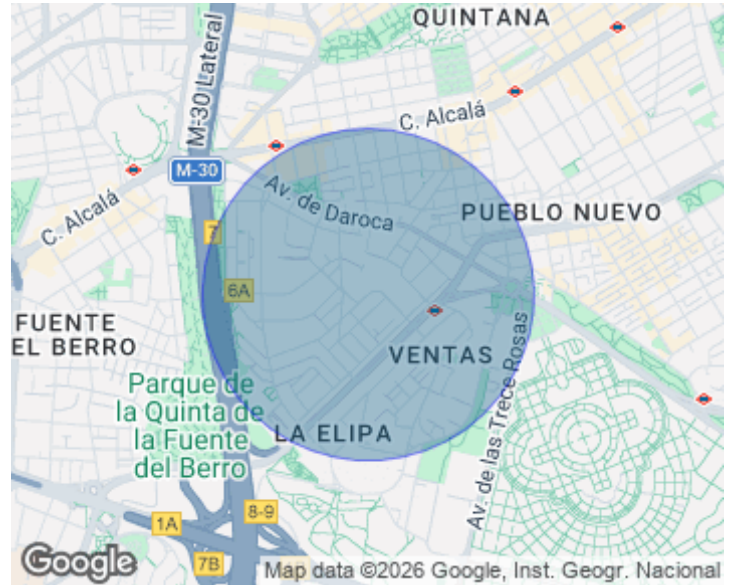 QUINTANA
M-30 Lateral
C. Alcalá
M-30
Av. de Daroca
C. Alcalá
PUEBLO NUEVO
7
6A
FUENTE
EL BERRO
VENTAS
Parque de
la Quinta de
la Fuente
del Berro
LA ELIPA
Av. de las Trece Rosas
8-9
1A
7B
Google
Map data ©2026 Google, Inst. Geogr. Nacional